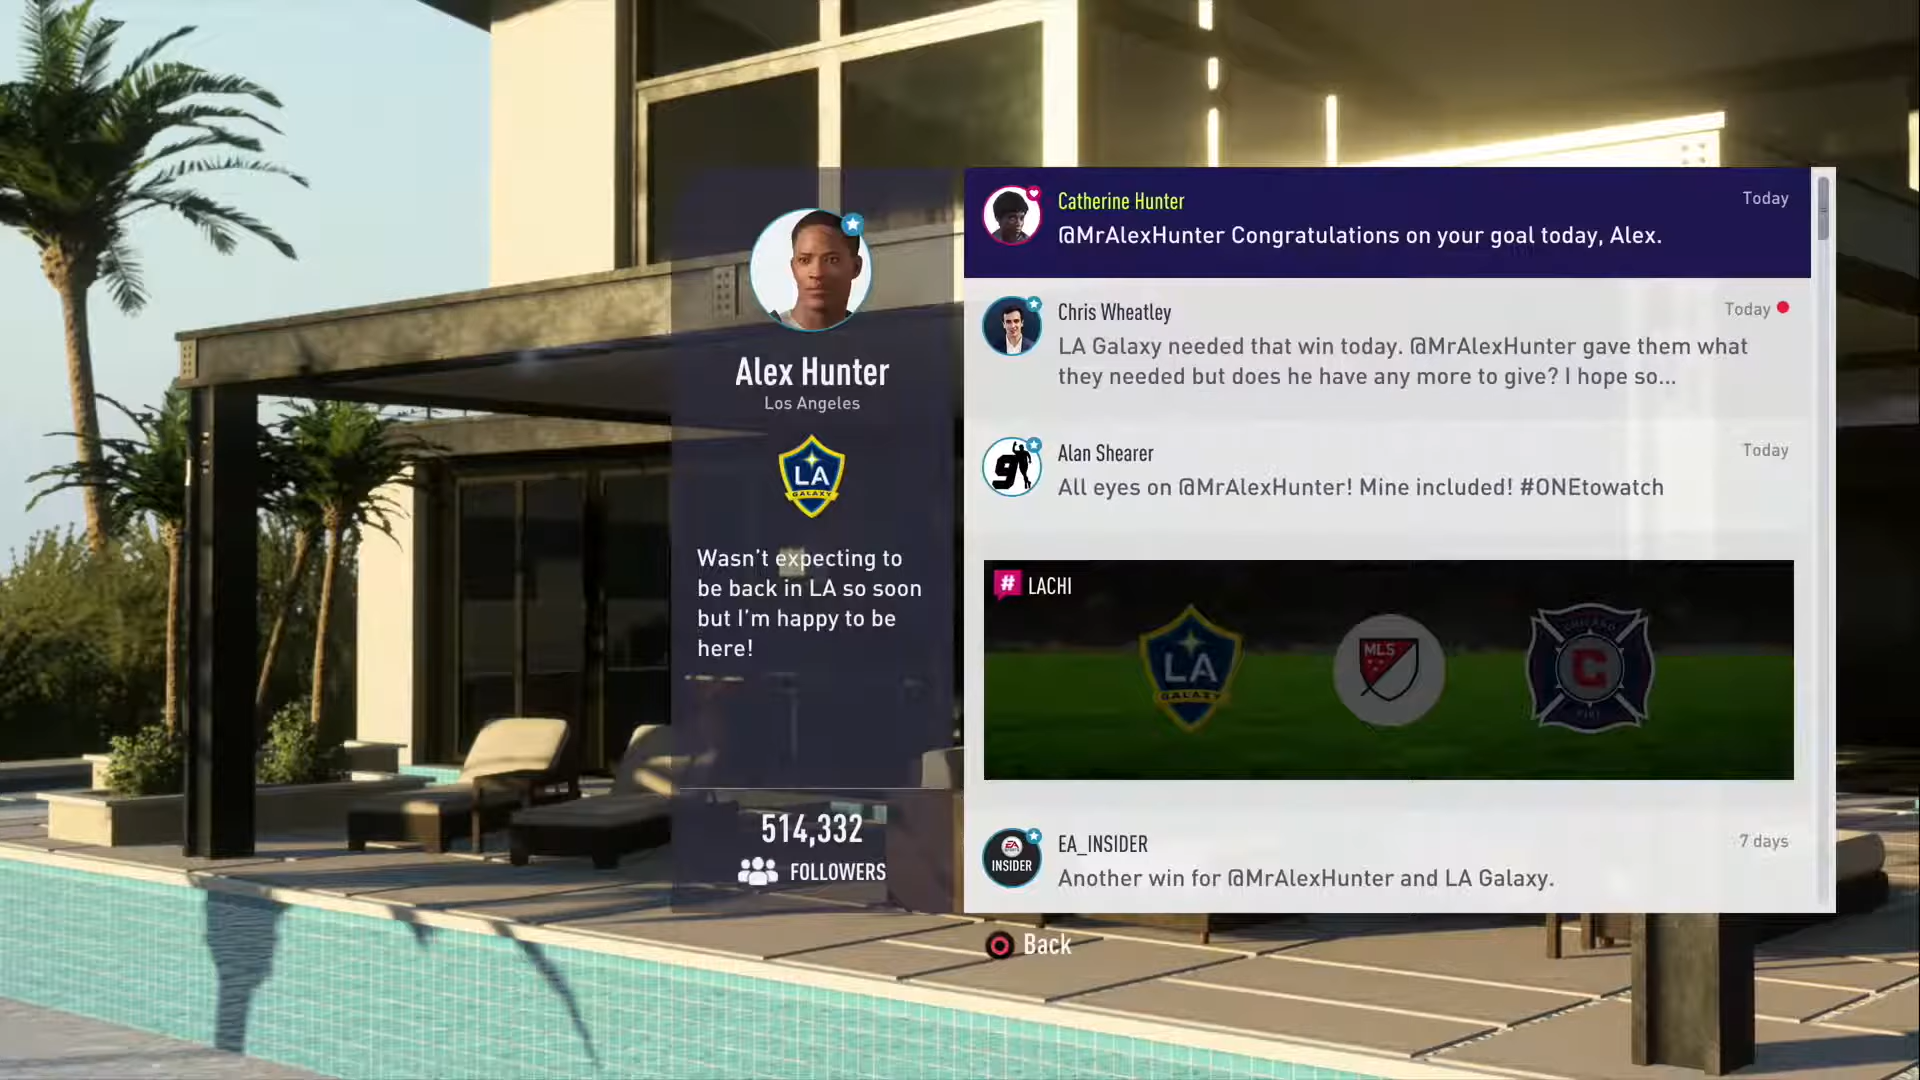 Alex Hunter
Los Angeles
LA
GALAXY
Wasn't expecting to
be back in LA so soon
but I'm happy to be
here!
514,332
FOLLOWERS
Catherine Hunter
Today
@MrAlexHunter Congratulations on your goal today, Alex.
Chris Wheatley
Today
LA Galaxy needed that win today. @MrAlexHunter gave them what
they needed but does he have any more to give? I hope so...
9
Alan Shearer
Today
All eyes on @MrAlexHunter! Mine included! #ONEtowatch
# LACHI
LA
GALAXY
MLS
CHICAGO
C
FIRE
EA
INSIDER
EA_INSIDER
7 days
Another win for @MrAlexHunter and LA Galaxy.
Back